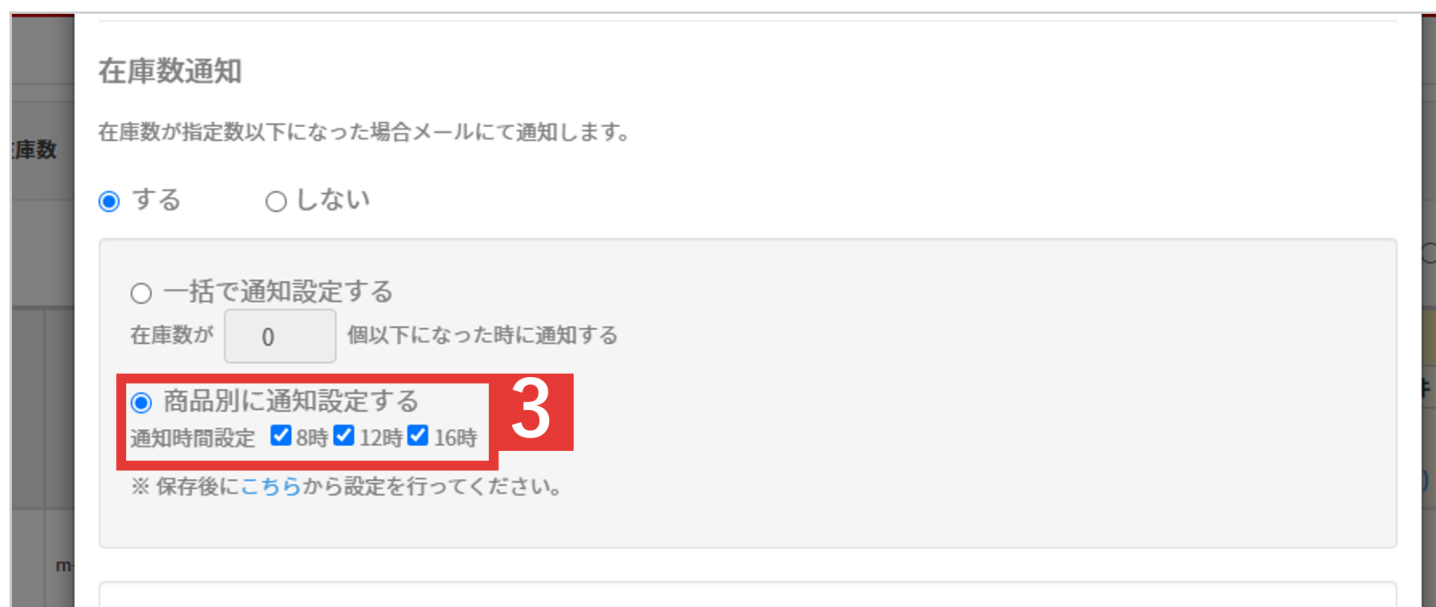 在庫数通知
在庫数が指定数以下になった場合メールにて通知します。
庫数
する しない
一括で通知設定する
在庫数が 0 個以下になった時に通知する
商品別に通知設定する
3
通知時間設定 8時 12時 16時
※ 保存後にこちらから設定を行ってください。
m